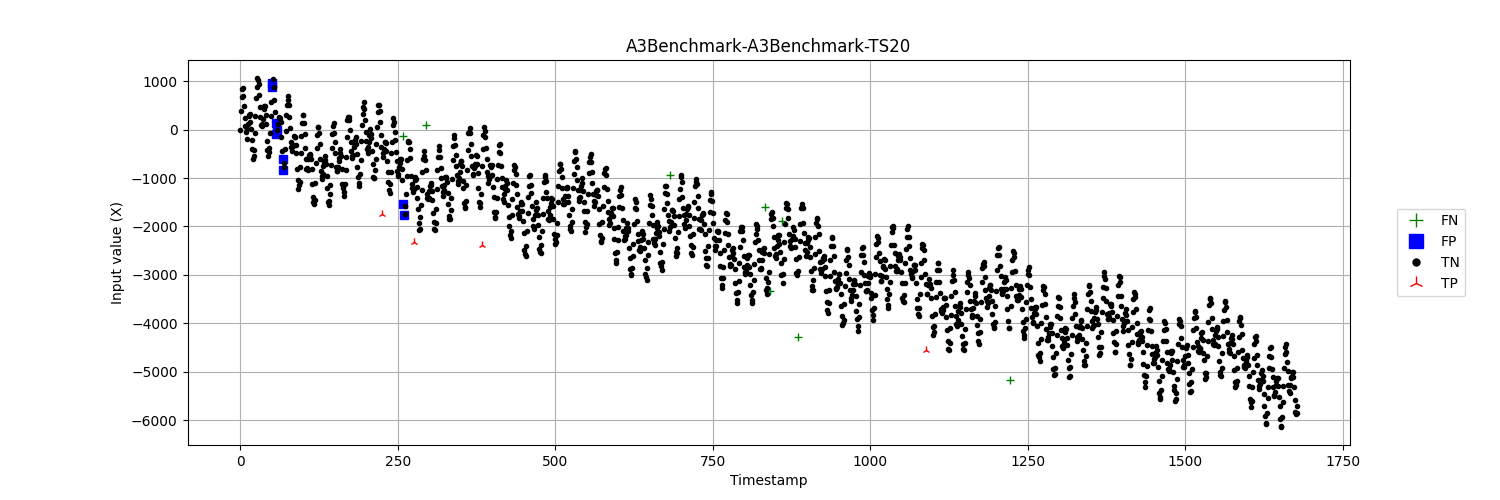 A3Benchmark-A3Benchmark-TS20
1000
0
−1000
−2000
−3000
−4000
−5000
−6000
Input value (X)
0 250 500 750 1000 1250 1500 1750
Timestamp
FN
FP
TN
TP